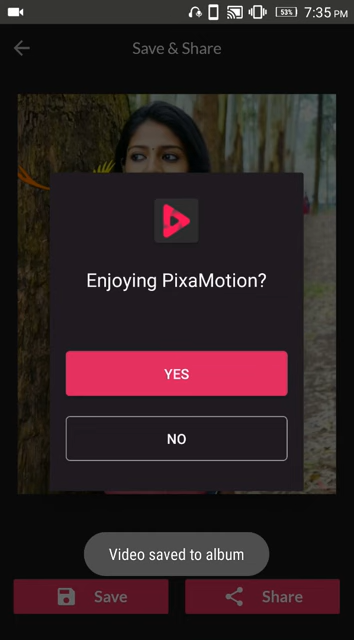 53%
7:35 PM
Save & Share
Enjoying PixaMotion?
YES
NO
Video saved to album
Save
Share